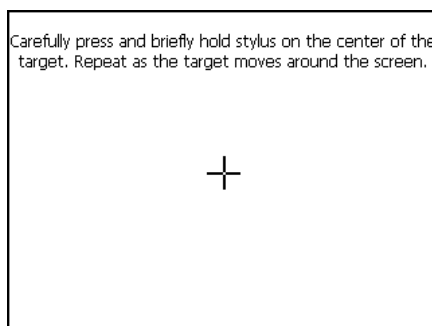 Carefully press and briefly hold stylus on the center of the
target. Repeat as the target moves around the screen.